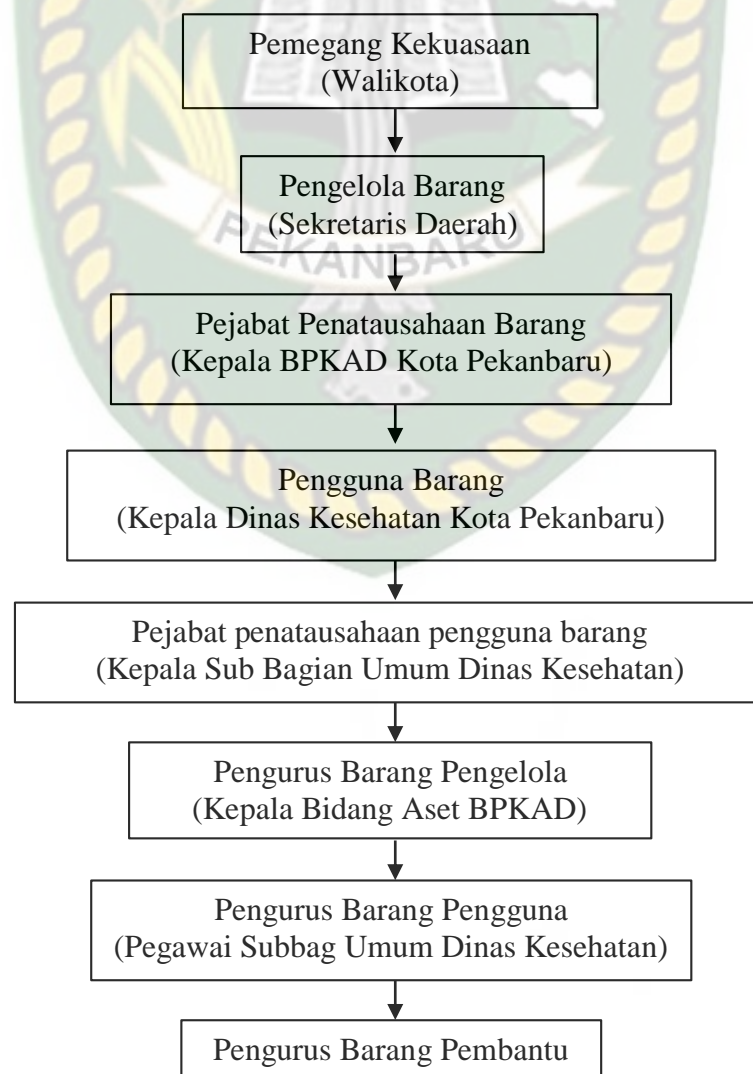 Pemegang Kekuasaan
(Walikota)
Pengelola Barang
(Sekretaris Daerah)
PEKANBARU
Pejabat Penatausahaan Barang
(Kepala BPKAD Kota Pekanbaru)
Pengguna Barang
(Kepala Dinas Kesehatan Kota Pekanbaru)
Pejabat penatausahaan pengguna barang
(Kepala Sub Bagian Umum Dinas Kesehatan)
Pengurus Barang Pengelola
(Kepala Bidang Aset BPKAD)
Pengurus Barang Pengguna
(Pegawai Subbag Umum Dinas Kesehatan)
Pengurus Barang Pembantu